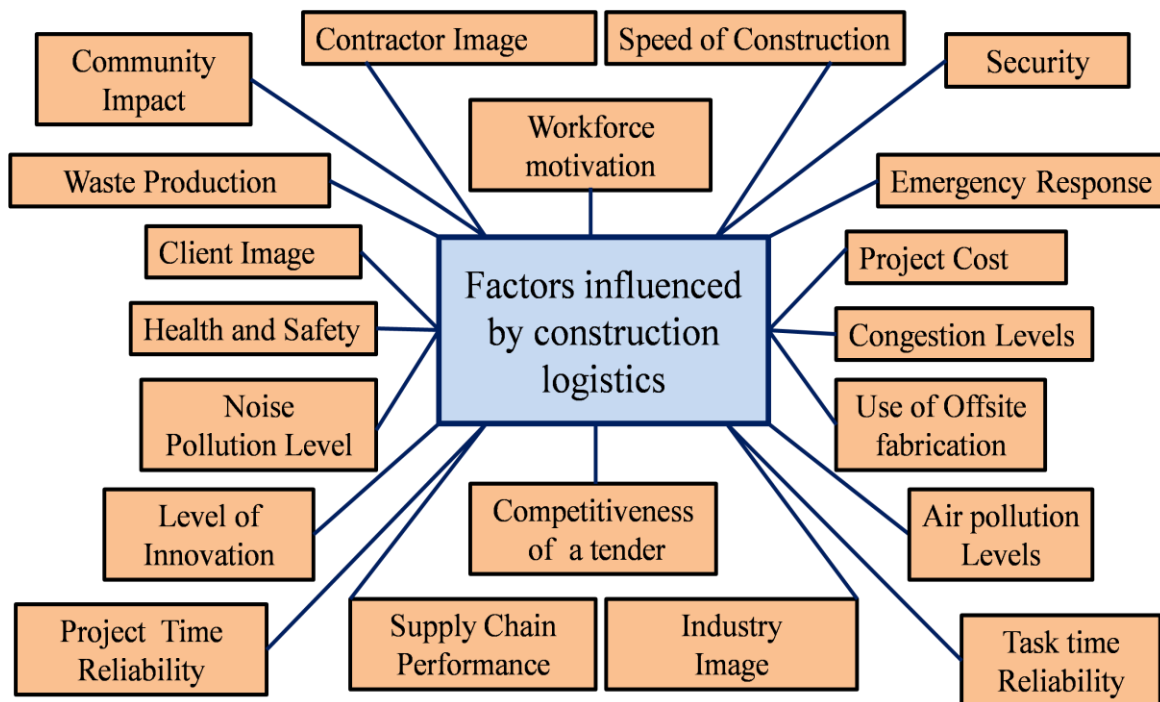 Contractor Image
Speed of Construction
Community
Impact
Security
Workforce
motivation
Waste Production
Emergency Response
Client Image
Project Cost
Factors influenced
by construction
logistics
Health and Safety
Congestion Levels
Noise
Pollution Level
Use of Offsite
fabrication
Level of
Innovation
Competitiveness
of a tender
Air pollution
Levels
Project Time
Reliability
Supply Chain
Performance
Industry
Image
Task time
Reliability